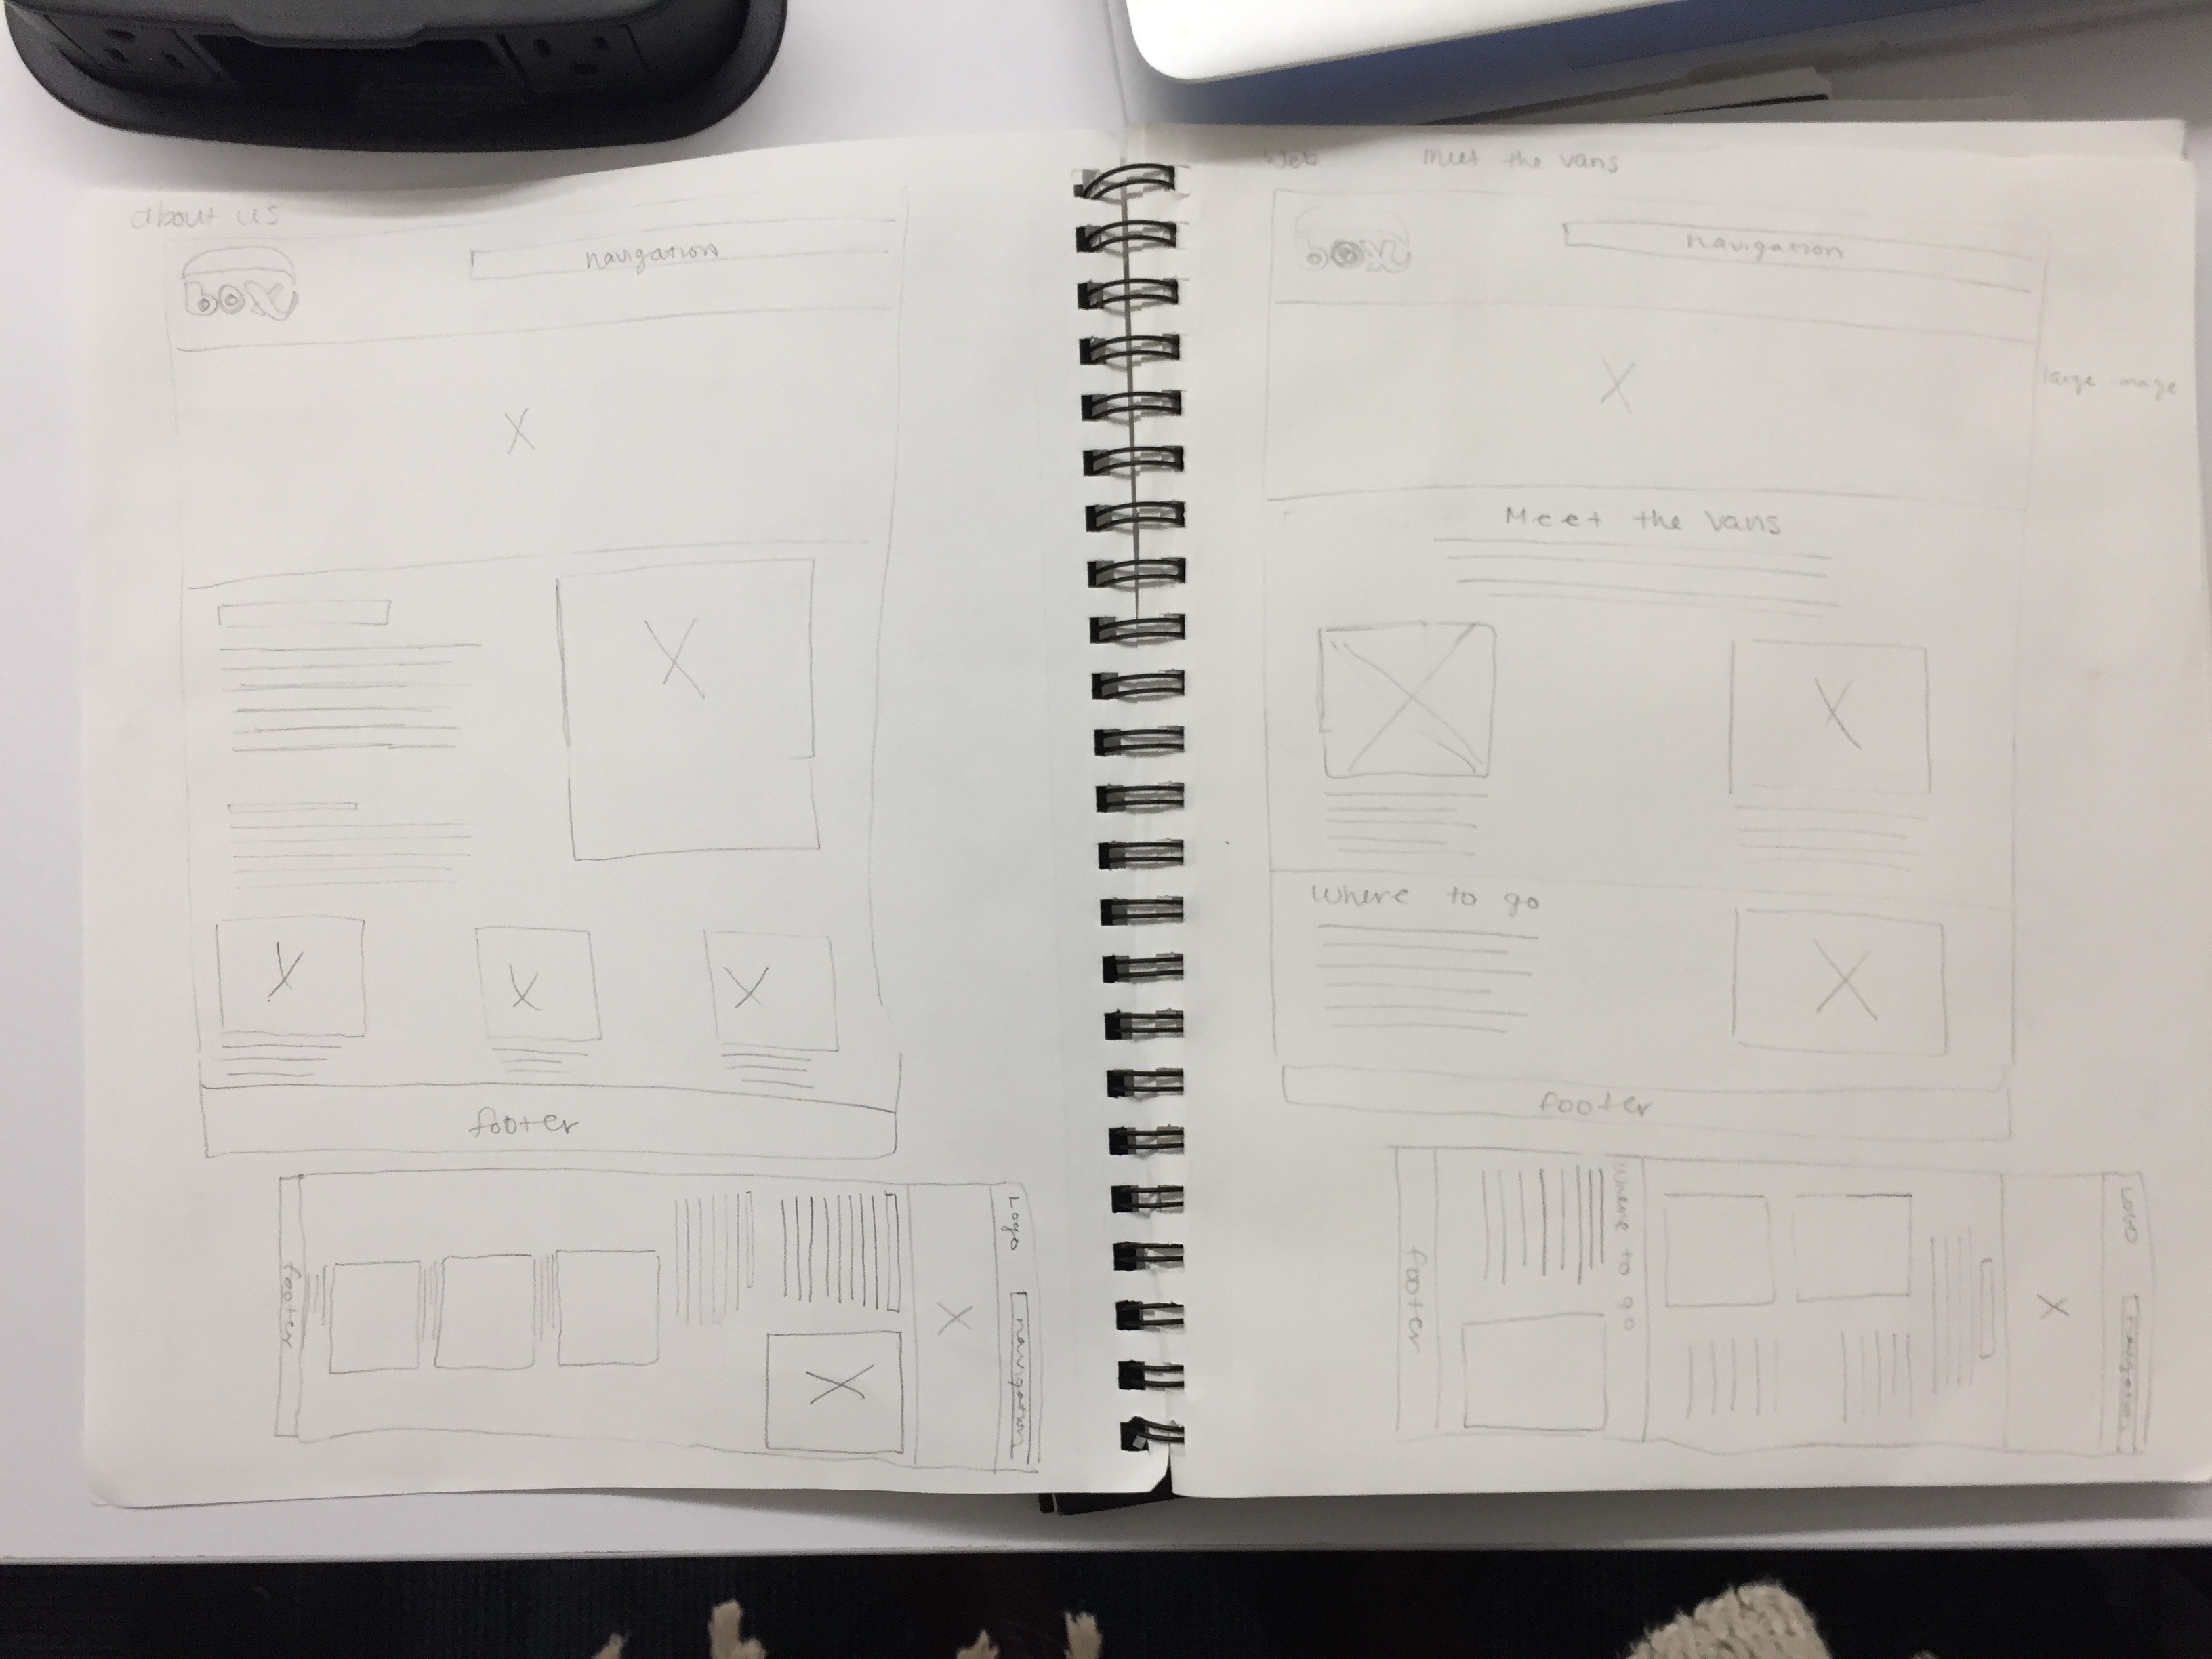 about us
box
navigation
footer
Logo
navigation
footer
Web
Meet the vans
box
navigation
large image
Meet the vans
Where to go
footer
Logo
navigation
Where to go
footer